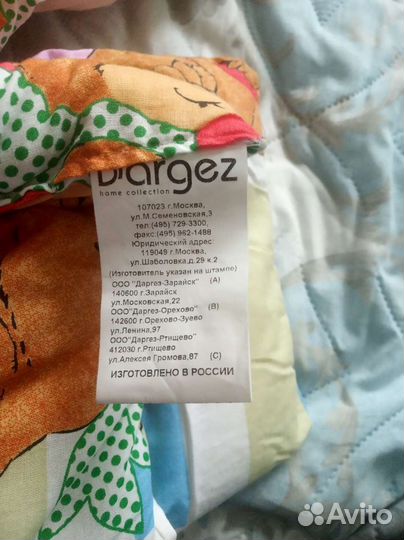 Dargez
home collection
107023 г.Москва,
ул.М.Семеновская,3
тел:(495) 729-3300,
факс:(495) 962-1488
Юридический адрес
119049 г.Москва,
ул.Шаболовка,д.29 к.2
(Изготовитель указан на штампе)
ООО "Даргез-Зарайск" (A)
140600 г.Зарайск
ул.Московская,22
ООО "Даргез-Орехово" (B)
142600 г.Орехово-Зуево
ул.Ленина,97
ООО"Даргез-Ртищево"
412030 г.Ртищево
ул.Алексея Громова,87 (C)
ИЗГОТОВЛЕНО В РОССИИ
Avito